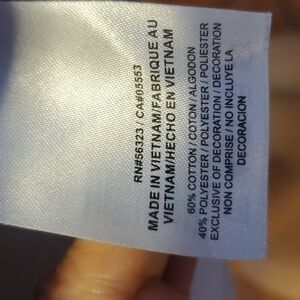 RN#56323 / CA#05553
MADE IN VIETNAM/FABRIQUE AU
VIETNAM/HECHO EN VIETNAM
60% COTTON / COTON / ALGODON
40% POLYESTER / POLYESTER / POLIESTER
EXCLUSIVE OF DECORATION / DECORATION
NON COMPRISE / NO INCLUYE LA
DECORACION